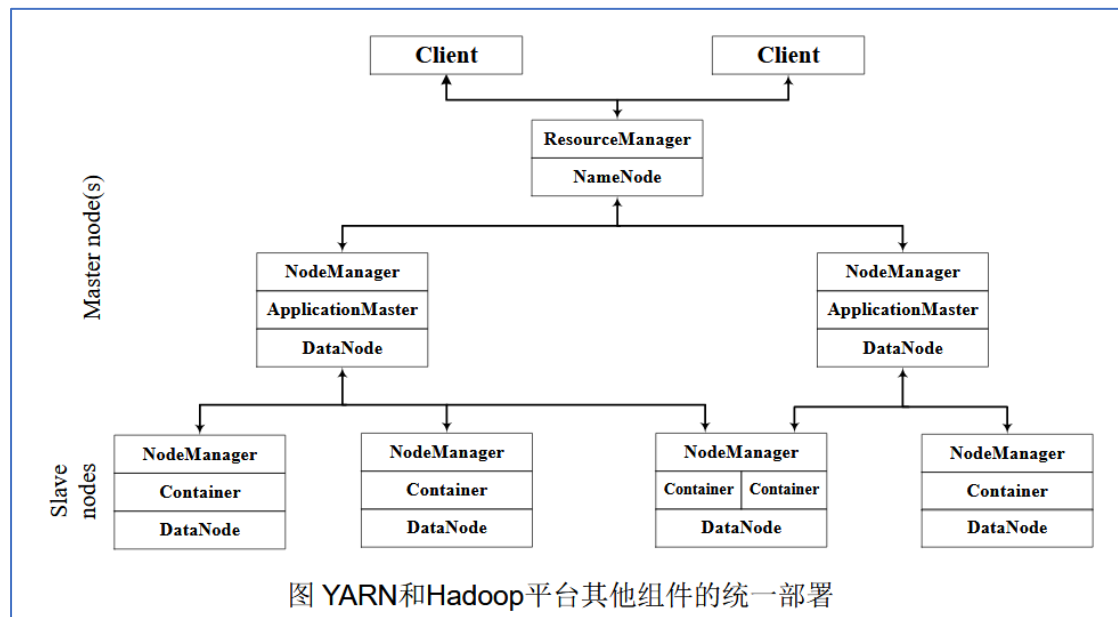 Client
Client
ResourceManager
NameNode
Master node(s)
NodeManager
ApplicationMaster
DataNode
NodeManager
ApplicationMaster
DataNode
Slave
nodes
NodeManager
Container
DataNode
NodeManager
Container
DataNode
NodeManager
Container Container
DataNode
NodeManager
Container
DataNode
图 YARN和Hadoop平台其他组件的统一部署